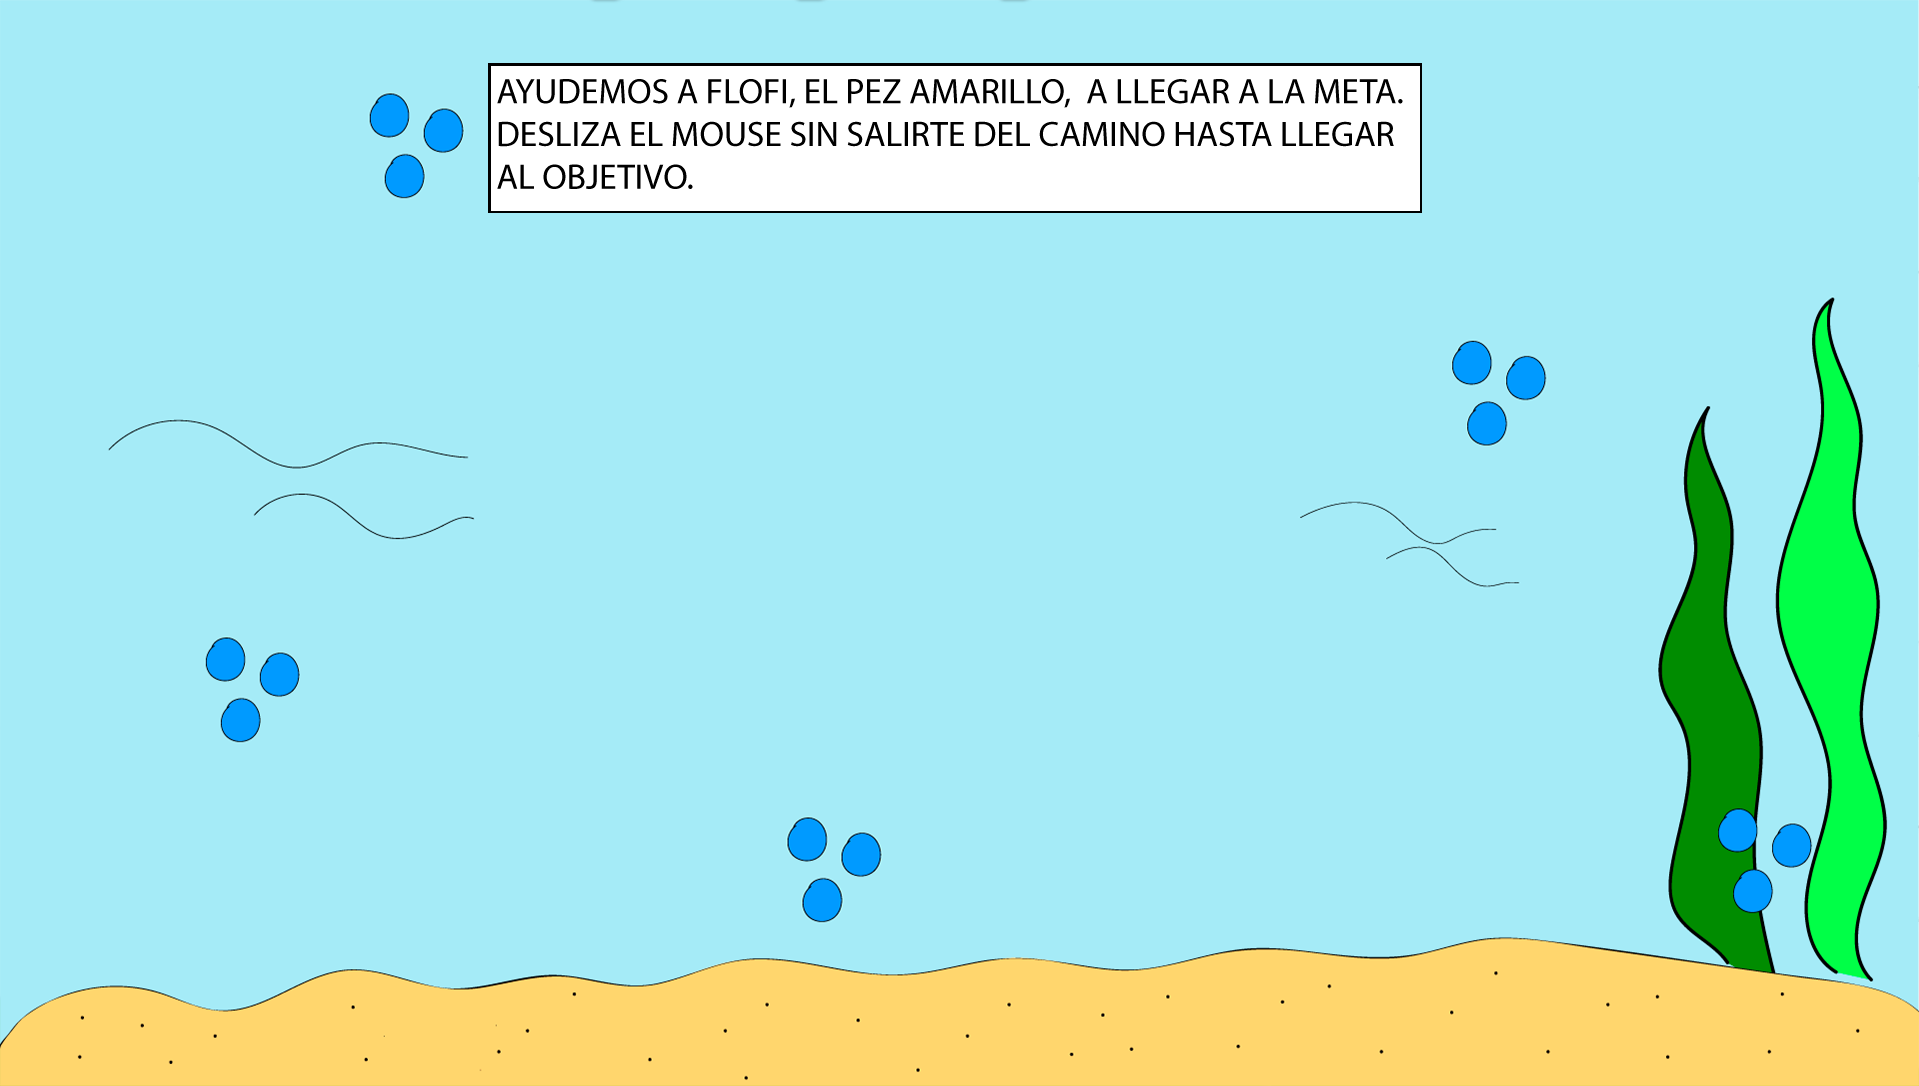 AYUDEMOS A FLOFI, EL PEZ AMARILLO,  A LLEGAR A LA META.
DESLIZA EL MOUSE SIN SALIRTE DEL CAMINO HASTA LLEGAR
AL OBJETIVO.